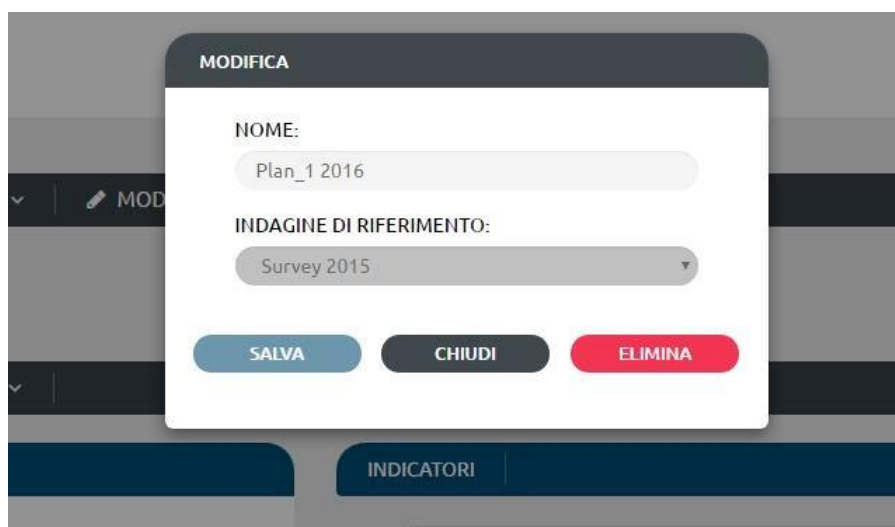 MODIFICA
NOME:
Plan_1 2016
MOD
INDAGINE DI RIFERIMENTO:
Survey 2015
SALVA CHIUDI ELIMINA
INDICATORI